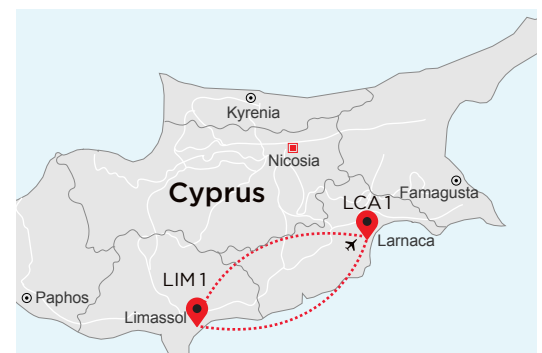 Kyrenia
Nicosia
Cyprus
Famagusta
LCA 1
Larnaca
LIM 1
Paphos
Limassol